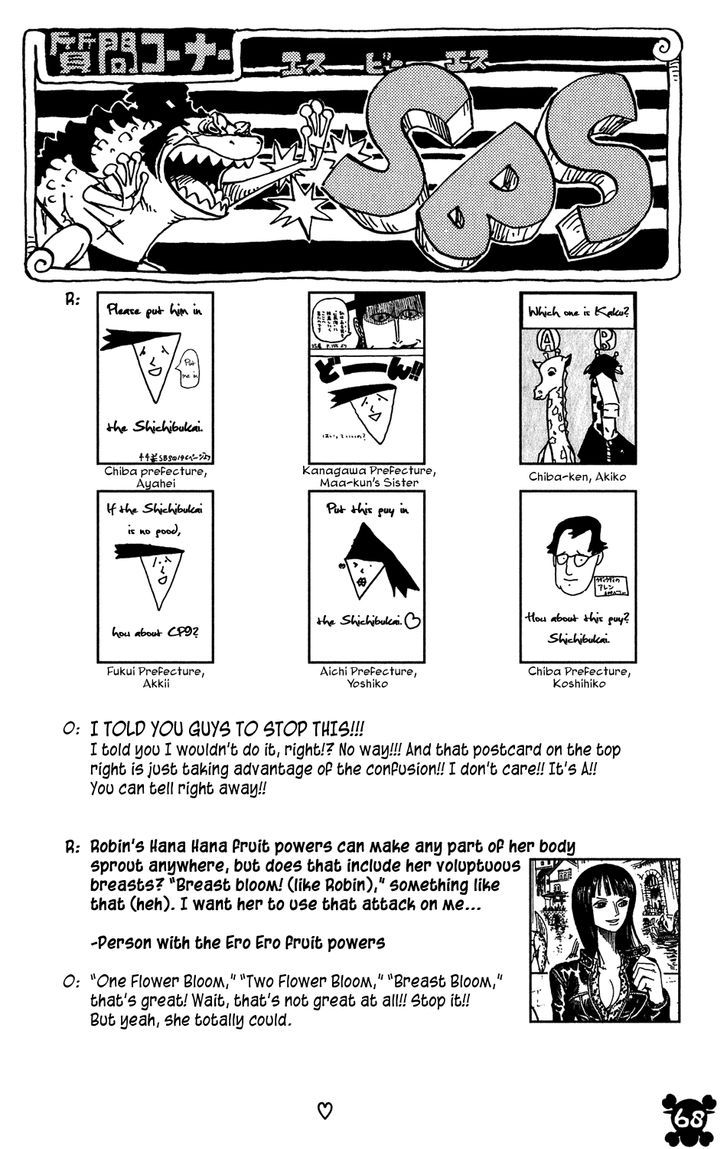 質問コーナー
エス ビー エス
SBS
R:
Please put him in
Put
me in
the Shichibukai.
Chiba prefecture,
Ayahei
どーん!!
Kanagawa Prefecture,
Maa-kun's Sister
Which one is Kaku?
A B
Chiba-ken, Akiko
If the Shichibukai
is no good,
how about CP9?
Fukui Prefecture,
Akkii
Put this guy in
the Shichibukai.♡
Aichi Prefecture,
Yoshiko
How about this guy?
Shichibukai.
Chiba Prefecture,
Koshihiko
O: I TOLD YOU GUYS TO STOP THIS!!!
I told you I wouldn't do it, right!? No way!!! And that postcard on the top
right is just taking advantage of the confusion!! I don't care!! It's A!!
You can tell right away!!
R: Robin's Hana Hana fruit powers can make any part of her body
sprout anywhere, but does that include her voluptuous
breasts? "Breast bloom! (like Robin)," something like
that (heh). I want her to use that attack on me...
-Person with the Ero Ero fruit powers
O: "One Flower Bloom," "Two Flower Bloom," "Breast Bloom,"
that's great! Wait, that's not great at all!! Stop it!!
But yeah, she totally could.
♡
68